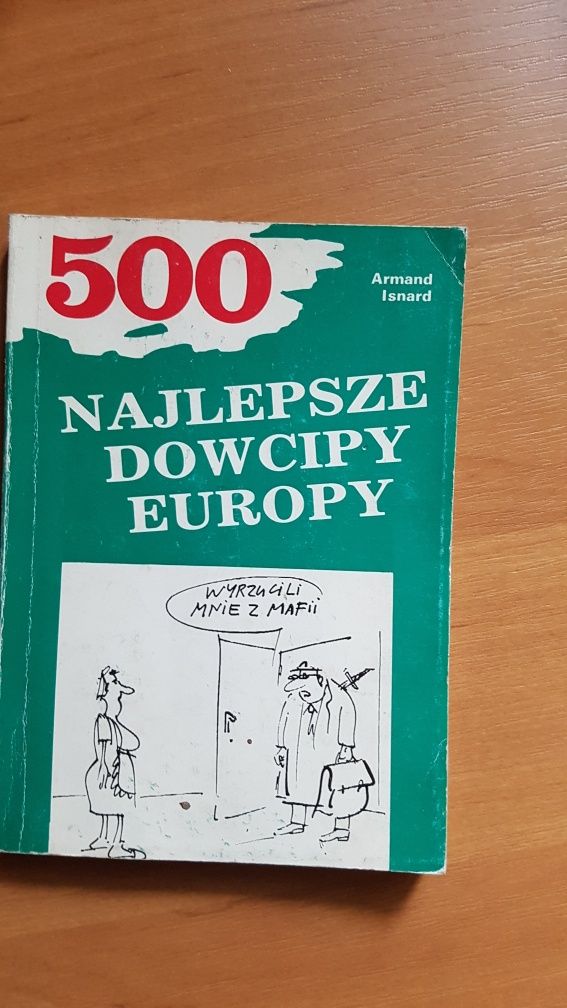 500
Armand
Isnard
NAJLEPSZE
DOWCIPY
EUROPY
WYRZUCILI
MNIE Z MAFII